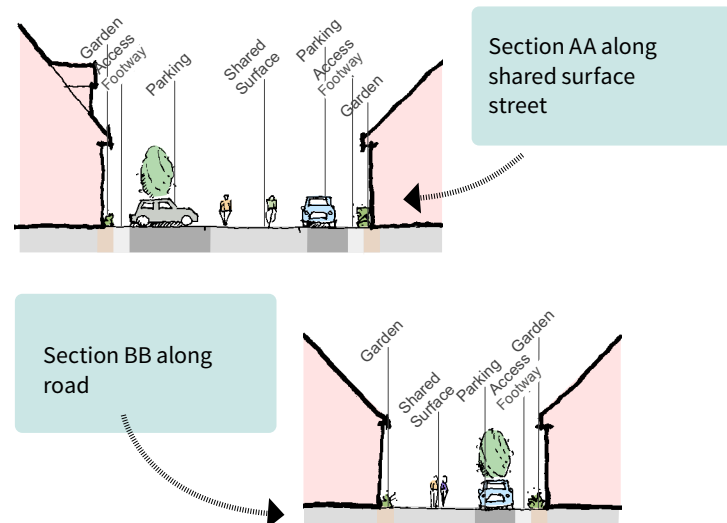 Garden
Access
Footway
Parking
Shared
Surface
Parking
Access
Footway
Garden
Section AA along
shared surface
street
Section BB along
road
Garden
Shared
Surface
Parking
Access
Footway
Garden